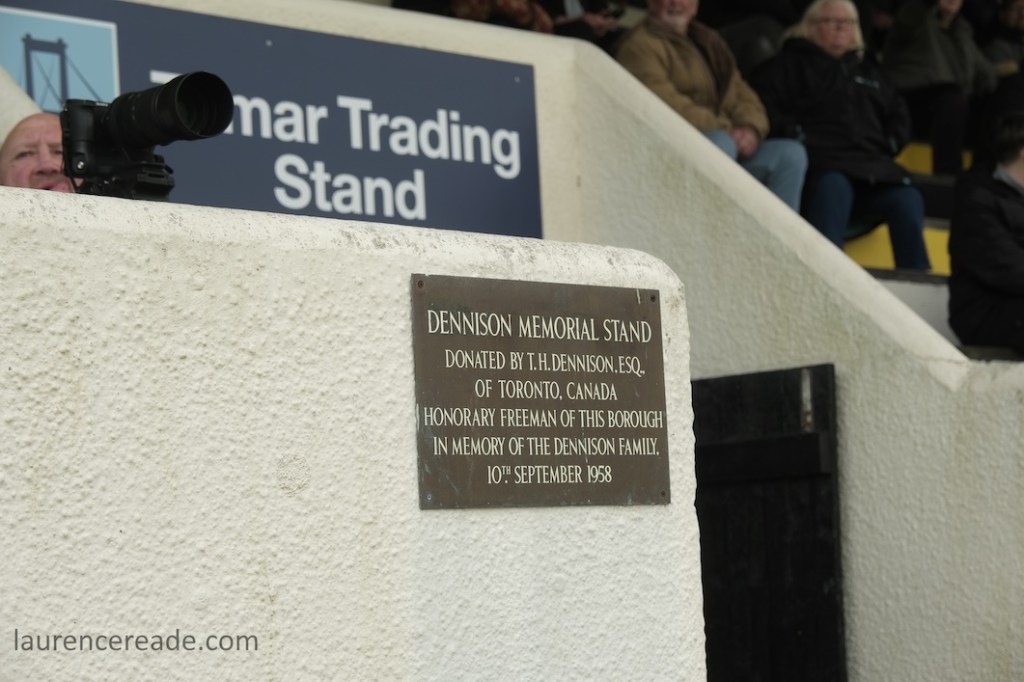 mar Trading
Stand
DENNISON MEMORIAL STAND
DONATED BY T.H. DENNISON, ESQ.,
OF TORONTO, CANADA
HONORARY FREEMAN OF THIS BOROUGH
IN MEMORY OF THE DENNISON FAMILY,
10TH. SEPTEMBER 1958
laurencereade.com